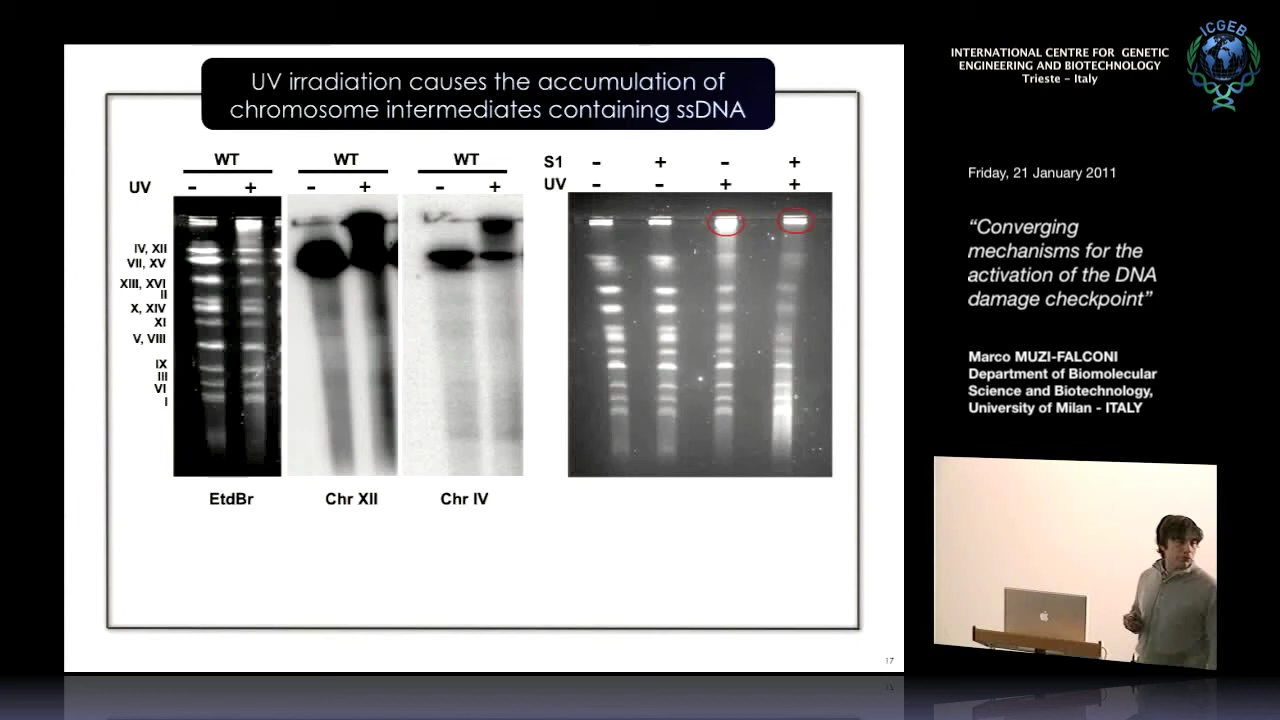 UV irradiation causes the accumulation of
chromosome intermediates containing ssDNA
WT
WT
WT
UV
-
+
-
+
-
+
IV, XII
VII, XV
XIII, XVI
II
X, XIV
XI
V, VIII
IX
III
VI
I
EtdBr
Chr XII
Chr IV
S1 - + - +
UV - - + +
17
INTERNATIONAL CENTRE FOR GENETIC
ENGINEERING AND BIOTECHNOLOGY
Trieste – Italy
ICGEB
Friday, 21 January 2011
“Converging
mechanisms for the
activation of the DNA
damage checkpoint”
Marco MUZI-FALCONI
Department of Biomolecular
Science and Biotechnology,
University of Milan - ITALY